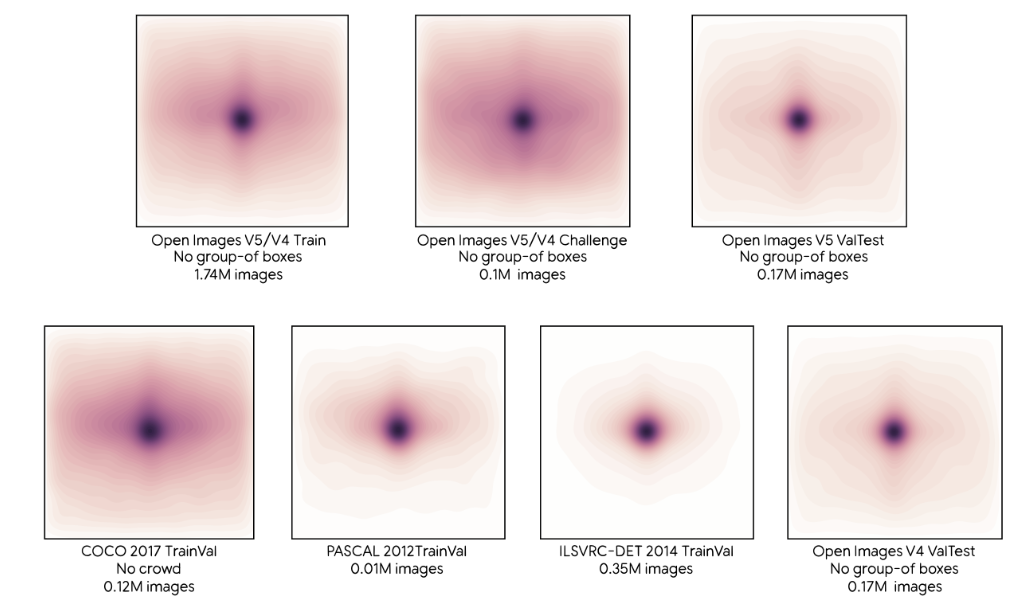 Open Images V5/V4 Train
No group-of boxes
1.74M images
Open Images V5/V4 Challenge
No group-of boxes
0.1M images
Open Images V5 ValTest
No group-of boxes
0.17M images
COCO 2017 TrainVal
No crowd
0.12M images
PASCAL 2012TrainVal
0.01M images
ILSVRC-DET 2014 TrainVal
0.35M images
Open Images V4 ValTest
No group-of boxes
0.17M images